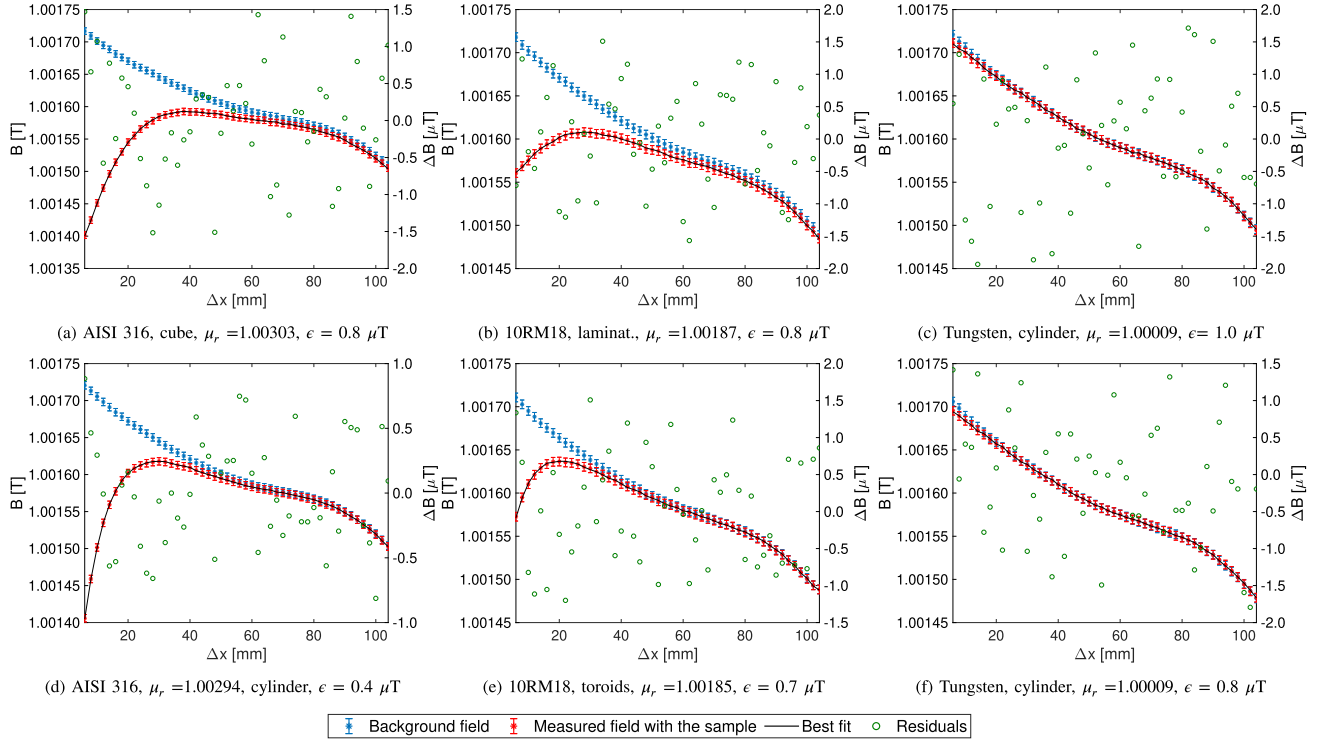 1.00175
1.00170
1.00165
1.00160
1.00155
1.00150
1.00145
1.00140
1.00135
B [T]
20 40 60 80 100
Δx [mm]
1.5
1.0
0.5
0.0
-0.5
-1.0
-1.5
-2.0
ΔB [μT]
(a) AISI 316, cube, μr =1.00303, ϵ = 0.8 μT
1.00175
1.00170
1.00165
1.00160
1.00155
1.00150
1.00145
B [T]
20 40 60 80 100
Δx [mm]
2.0
1.5
1.0
0.5
0.0
-0.5
-1.0
-1.5
-2.0
ΔB [μT]
(b) 10RM18, laminat., μr =1.00187, ϵ = 0.8 μT
1.00175
1.00170
1.00165
1.00160
1.00155
1.00150
1.00145
B [T]
20 40 60 80 100
Δx [mm]
2.0
1.5
1.0
0.5
0.0
-0.5
-1.0
-1.5
-2.0
ΔB [μT]
(c) Tungsten, cylinder, μr =1.00009, ϵ= 1.0 μT
1.00175
1.00170
1.00165
1.00160
1.00155
1.00150
1.00145
1.00140
B [T]
20 40 60 80 100
Δx [mm]
1.0
0.5
0.0
-0.5
-1.0
ΔB [μT]
(d) AISI 316, μr =1.00294, cylinder, ϵ = 0.4 μT
1.00175
1.00170
1.00165
1.00160
1.00155
1.00150
1.00145
B [T]
20 40 60 80 100
Δx [mm]
2.0
1.5
1.0
0.5
0.0
-0.5
-1.0
-1.5
ΔB [μT]
(e) 10RM18, toroids, μr =1.00185, ϵ = 0.7 μT
1.00175
1.00170
1.00165
1.00160
1.00155
1.00150
1.00145
B [T]
20 40 60 80 100
Δx [mm]
1.5
1.0
0.5
0.0
-0.5
-1.0
-1.5
-2.0
ΔB [μT]
(f) Tungsten, cylinder, μr =1.00009, ϵ = 0.8 μT
Background field Measured field with the sample Best fit Residuals